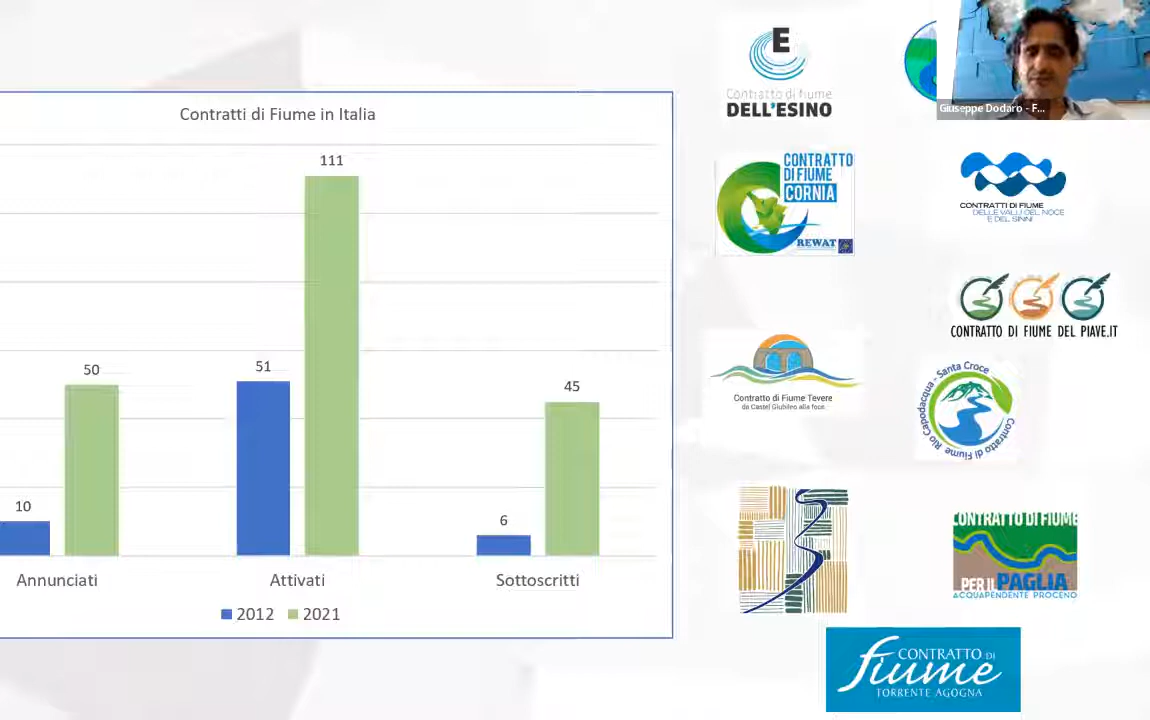 Contratti di Fiume in Italia
111
50
51
45
10
6
Annunciati
Attivati
Sottoscritti
2012
2021
E
Contratto di fiume
DELL'ESINO
Giuseppe Dodaro - F...
CONTRATTO
DI FIUME
CORNIA
REWAT
CONTRATTI DI FIUME
DELLE VALLI DEL NOCE
E DEL SINNI
CONTRATTO DI FIUME DEL PIAVE.IT
Contratto di Fiume Tevere
da Castel Giubileo alla foce
Rio Capodacqua - Santa Croce
Contratto di Fiume
CONTRATTO DI FIUME
PER IL PAGLIA
ACQUAPENDENTE PROCENO
CONTRATTO DI
fiume
TORRENTE AGOGNA